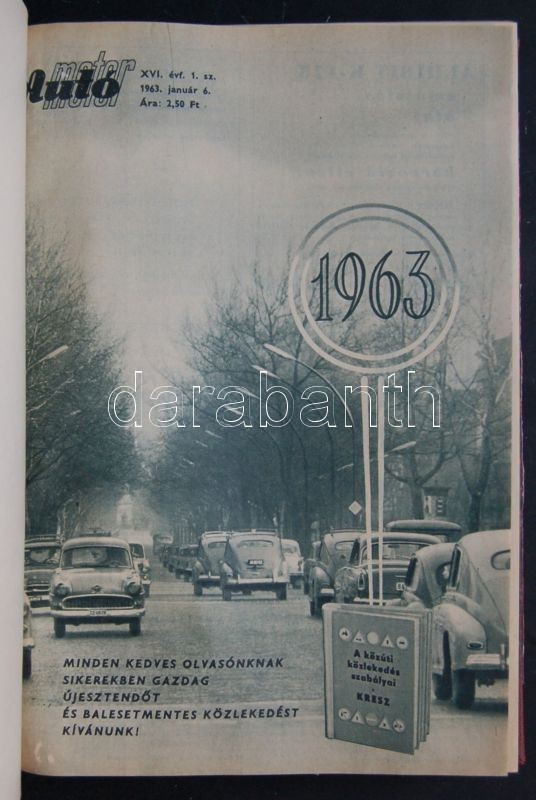 Autó motor
XVI. évf. 1. sz.
1963. január 6.
Ára: 2,50 Ft
1963
darabanth
A közúti
közlekedés
szabályai
KRESZ
MINDEN KEDVES OLVASÓNKNAK
SIKEREKBEN GAZDAG
ÚJESZTENDŐT
ÉS BALESETMENTES KÖZLEKEDÉST
KÍVÁNUNK!